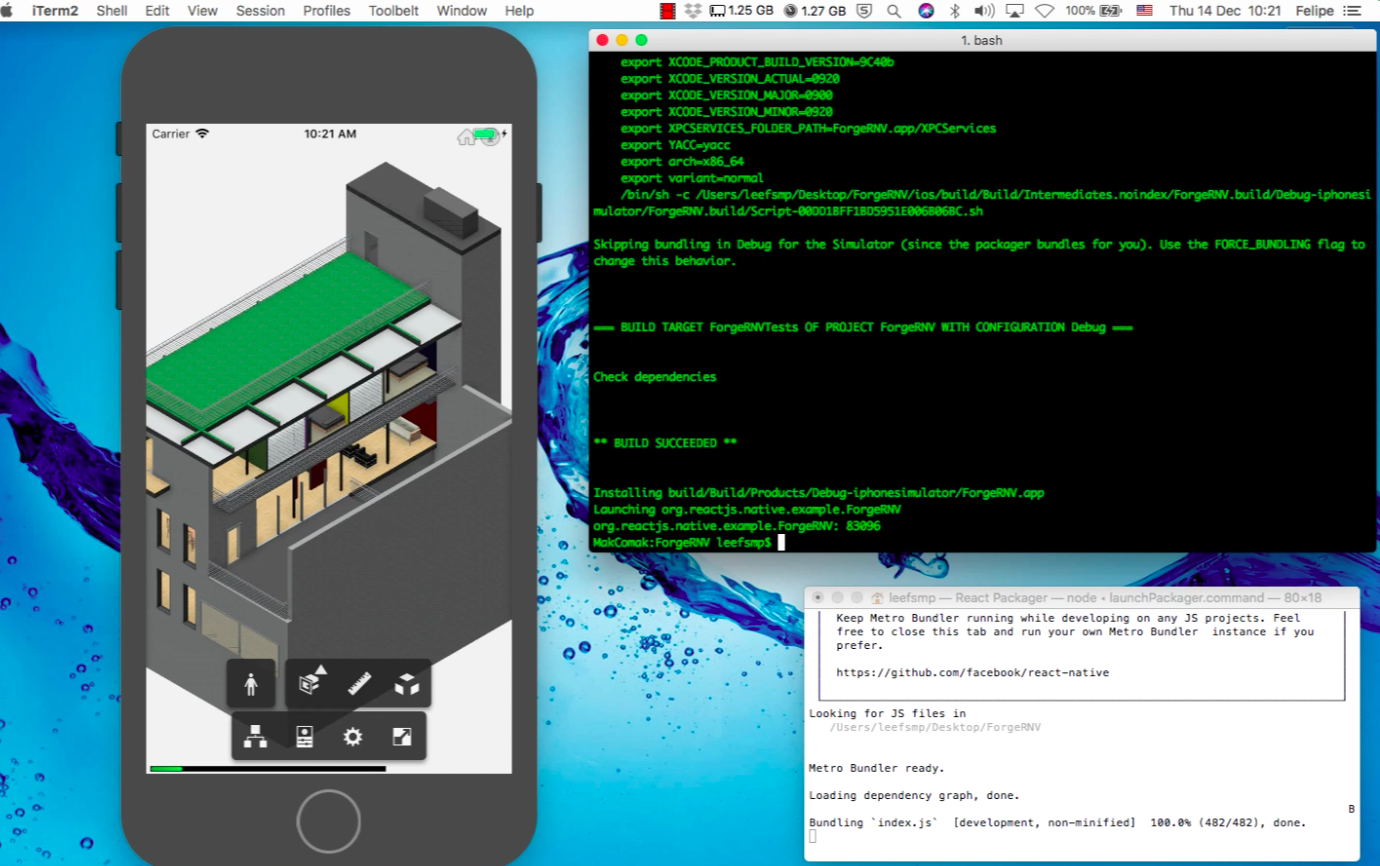 iTerm2 Shell Edit View Session Profiles Toolbelt Window Help 1.25 GB 1.27 GB 5 100% Thu 14 Dec 10:21 Felipe
1. bash
export XCODE_PRODUCT_BUILD_VERSION=9C40b
export XCODE_VERSION_ACTUAL=0920
export XCODE_VERSION_MAJOR=0900
export XCODE_VERSION_MINOR=0920
export XPCSERVICES_FOLDER_PATH=ForgeRNV.app/XPCServices
export YACC=yacc
export arch=x86_64
export variant=normal
/bin/sh -c /Users/leefsmp/Desktop/ForgeRNV/ios/build/Build/Intermediates.noindex/ForgeRNV.build/Debug-iphonesi
mulator/ForgeRNV.build/Script-00DD1BFF1BD5951E006B06BC.sh
Skipping bundling in Debug for the Simulator (since the packager bundles for you). Use the FORCE_BUNDLING flag to
change this behavior.
=== BUILD TARGET ForgeRNVTests OF PROJECT ForgeRNV WITH CONFIGURATION Debug ===
Check dependencies
** BUILD SUCCEEDED **
Installing build/Build/Products/Debug-iphonesimulator/ForgeRNV.app
Launching org.reactjs.native.example.ForgeRNV
org.reactjs.native.example.ForgeRNV: 83096
MakComak:ForgeRNV leefsmp$
Carrier 10:21 AM
leefsmp — React Packager — node • launchPackager.command — 80×18
Keep Metro Bundler running while developing on any JS projects. Feel
free to close this tab and run your own Metro Bundler instance if you
prefer.
https://github.com/facebook/react-native
Looking for JS files in
/Users/leefsmp/Desktop/ForgeRNV
Metro Bundler ready.
Loading dependency graph, done.
B
Bundling `index.js` [development, non-minified] 100.0% (482/482), done.